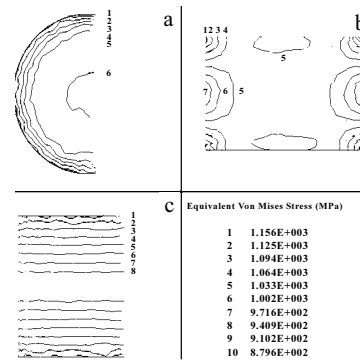 a
1
2
3
4
5
6
b
1 2 3 4
5
7 6 5
c
1
2
3
4
5
6
7
8
Equivalent Von Mises Stress (MPa)
1 1.156E+003
2 1.125E+003
3 1.094E+003
4 1.064E+003
5 1.033E+003
6 1.002E+003
7 9.716E+002
8 9.409E+002
9 9.102E+002
10 8.796E+002